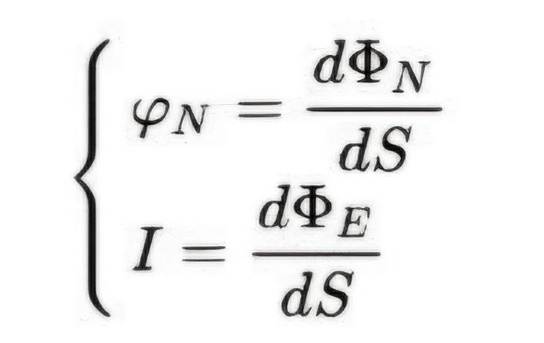 φ_N = dΦ_N / dS
I = dΦ_E / dS